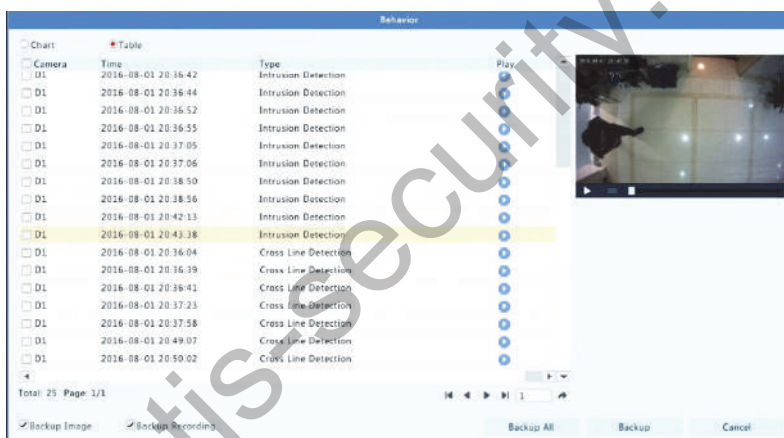 Behavior
Chart Table
Camera Time Type Play
D1 2016-08-01 20:36:42 Intrusion Detection
D1 2016-08-01 20:36:44 Intrusion Detection
D1 2016-08-01 20:36:52 Intrusion Detection
D1 2016-08-01 20:36:55 Intrusion Detection
D1 2016-08-01 20:37:05 Intrusion Detection
D1 2016-08-01 20:37:06 Intrusion Detection
D1 2016-08-01 20:38:50 Intrusion Detection
D1 2016-08-01 20:38:56 Intrusion Detection
D1 2016-08-01 20:42:13 Intrusion Detection
D1 2016-08-01 20:43:38 Intrusion Detection
D1 2016-08-01 20:36:04 Cross Line Detection
D1 2016-08-01 20:36:39 Cross Line Detection
D1 2016-08-01 20:36:41 Cross Line Detection
D1 2016-08-01 20:37:23 Cross Line Detection
D1 2016-08-01 20:37:58 Cross Line Detection
D1 2016-08-01 20:49:07 Cross Line Detection
D1 2016-08-01 20:50:02 Cross Line Detection
Total: 25 Page: 1/1 1
Backup Image Backup Recording Backup All Backup Cancel
tis-security.